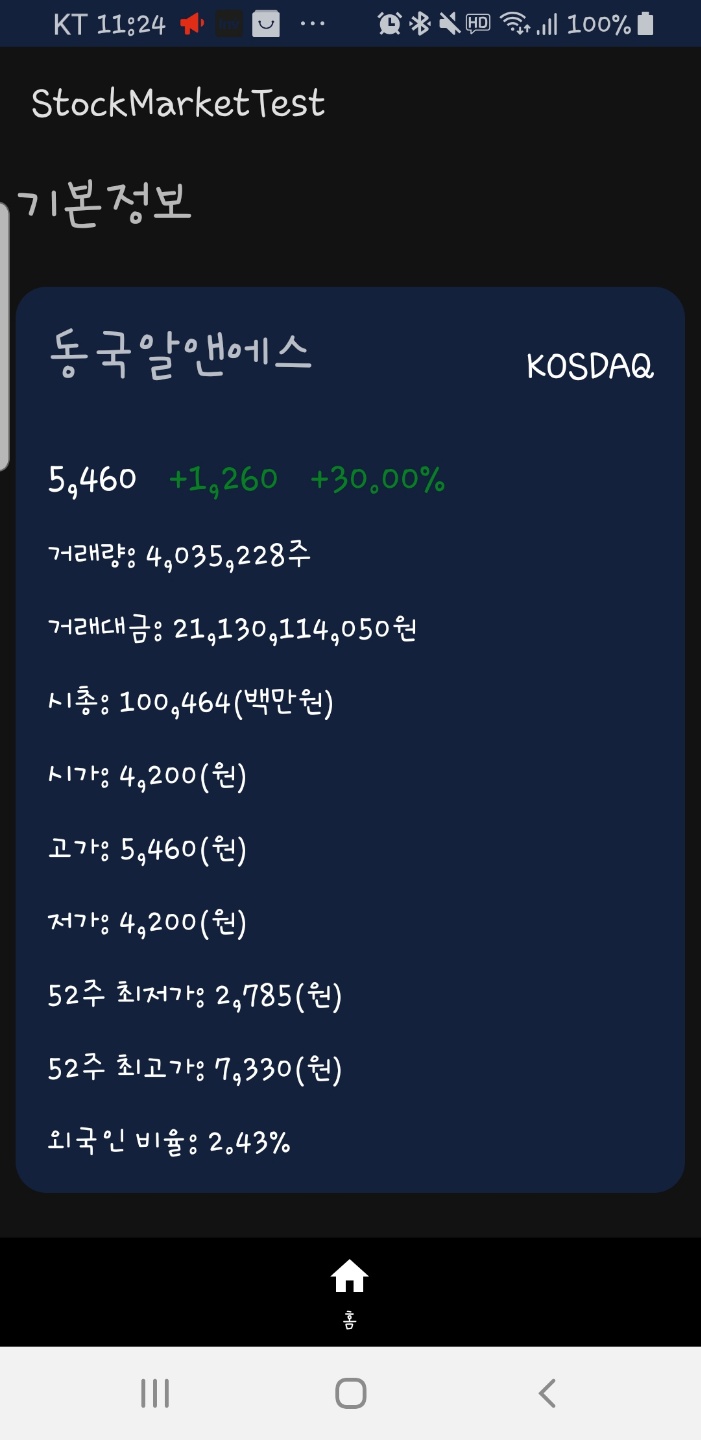 KT 11:24 HD 100%
StockMarketTest
기본정보
동국알앤에스 KOSDAQ
5,460 +1,260 +30.00%
거래량: 4,035,228주
거래대금: 21,130,114,050원
시총: 100,464(백만원)
시가: 4,200(원)
고가: 5,460(원)
저가: 4,200(원)
52주 최저가: 2,785(원)
52주 최고가: 7,330(원)
외국인 비율: 2.43%
홈